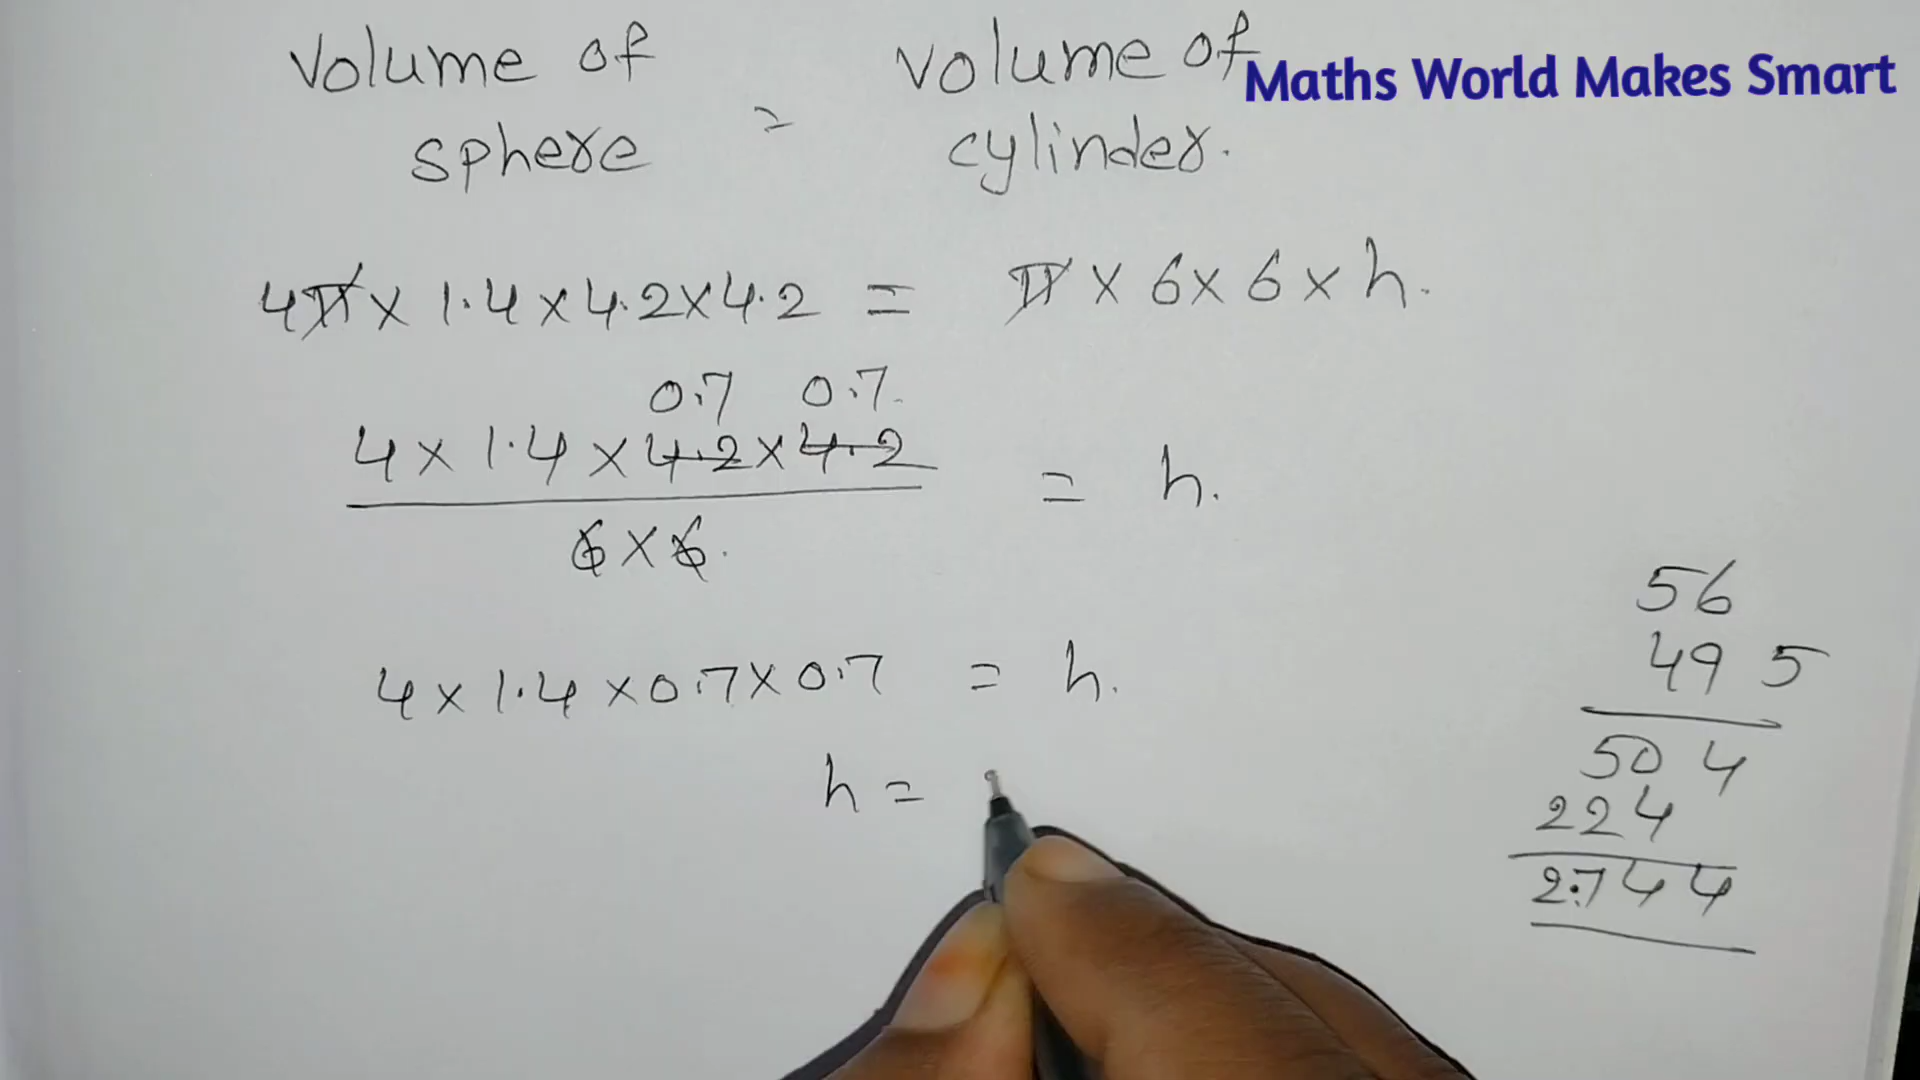 Volume of
sphere
=
volume of
cylinder.
Maths World Makes Smart
4π × 1.4 × 4.2 × 4.2 = π × 6 × 6 × h.
0.7 0.7
4 × 1.4 × 4.2 × 4.2
= h.
6 × 6.
4 × 1.4 × 0.7 × 0.7 = h.
h =
56
49 5
504
224
2.744